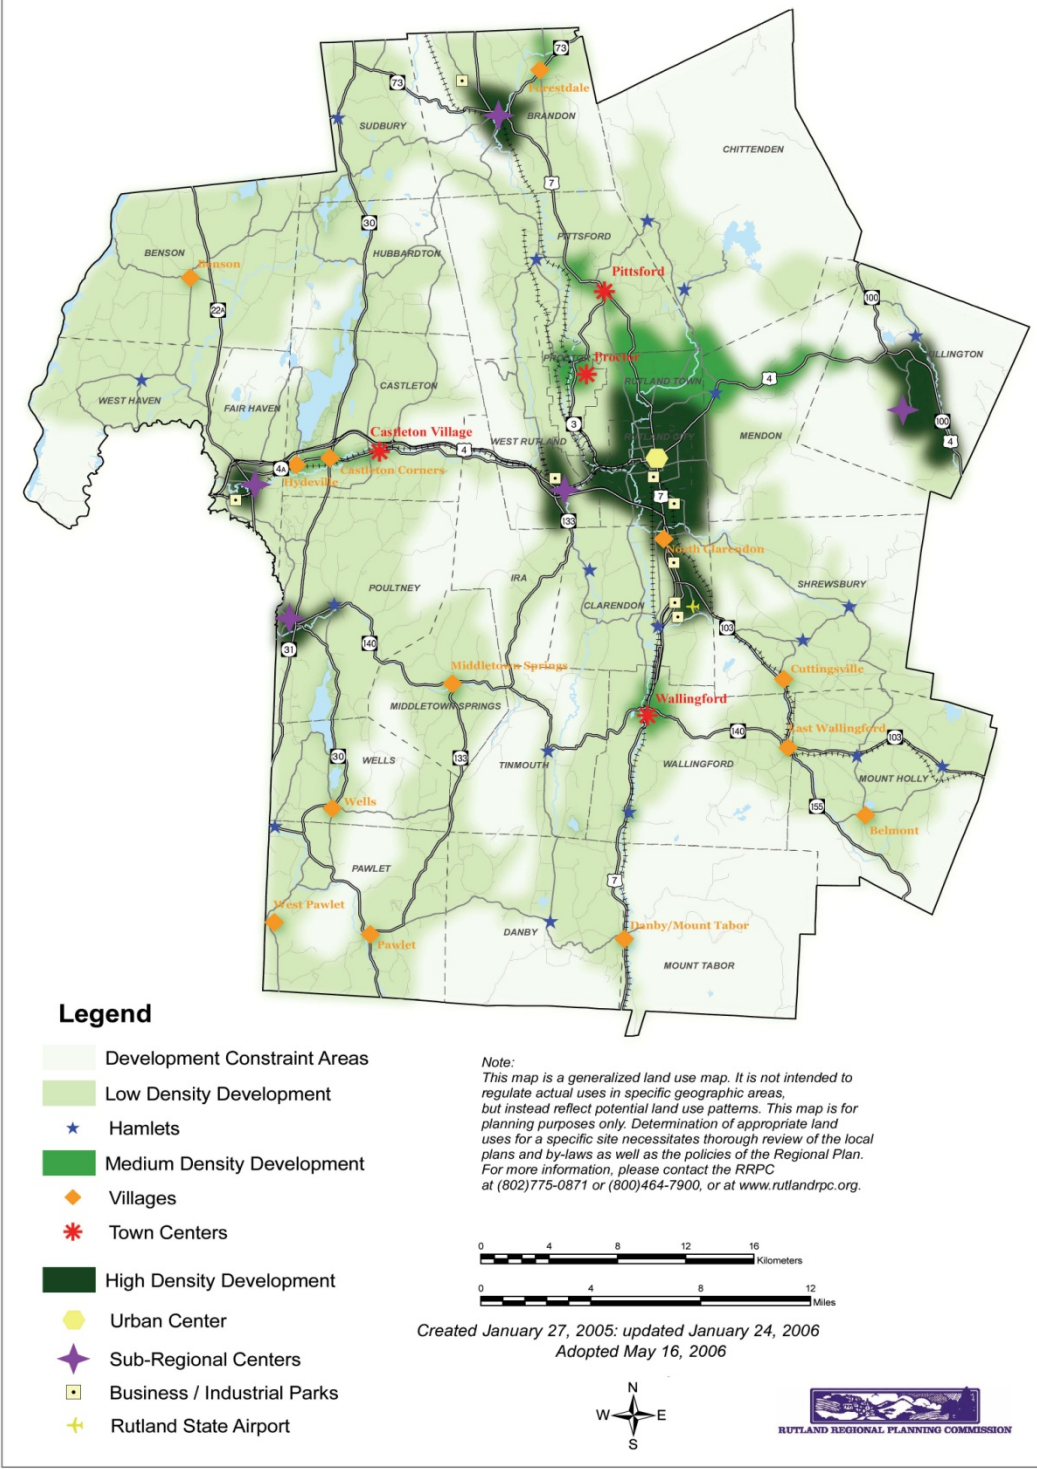 73
Forestdale
73
BRANDON
SUDBURY
CHITTENDEN
7
30
PITTSFORD
BENSON
Benson
HUBBARDTON
Pittsford
100
22A
PROCTOR
Proctor
KILLINGTON
4
RUTLAND TOWN
WEST HAVEN
CASTLETON
FAIR HAVEN
3
100
Castleton Village
WEST RUTLAND
RUTLAND CITY
MENDON
4
4
4A
Castleton Corners
Hydeville
7
133
North Clarendon
IRA
POULTNEY
CLARENDON
SHREWSBURY
103
31
140
Middletown Springs
Cuttingsville
Wallingford
MIDDLETOWN SPRINGS
East Wallingford
140
103
30
WELLS
133
TINMOUTH
WALLINGFORD
MOUNT HOLLY
Wells
155
Belmont
PAWLET
7
West Pawlet
Danby/Mount Tabor
DANBY
Pawlet
MOUNT TABOR
Legend
Development Constraint Areas
Low Density Development
Hamlets
Medium Density Development
Villages
Town Centers
High Density Development
Urban Center
Sub-Regional Centers
Business / Industrial Parks
Rutland State Airport
Note:
This map is a generalized land use map. It is not intended to
regulate actual uses in specific geographic areas,
but instead reflect potential land use patterns. This map is for
planning purposes only. Determination of appropriate land
uses for a specific site necessitates thorough review of the local
plans and by-laws as well as the policies of the Regional Plan.
For more information, please contact the RRPC
at (802)775-0871 or (800)464-7900, or at www.rutlandrpc.org.
0 4 8 12 16
Kilometers
0 4 8 12
Miles
Created January 27, 2005: updated January 24, 2006
Adopted May 16, 2006
N
W E
S
RUTLAND REGIONAL PLANNING COMMISSION